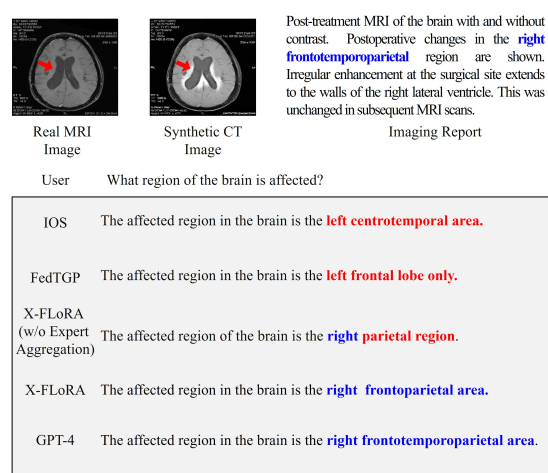 Post-treatment MRI of the brain with and without
contrast. Postoperative changes in the right
frontotemporoparietal region are shown.
Irregular enhancement at the surgical site extends
to the walls of the right lateral ventricle. This was
unchanged in subsequent MRI scans.
Real MRI
Image
Synthetic CT
Image
Imaging Report
User What region of the brain is affected?
IOS The affected region in the brain is the left centrotemporal area.
FedTGP The affected region in the brain is the left frontal lobe only.
X-FLoRA
(w/o Expert
Aggregation)
The affected region of the brain is the right parietal region.
X-FLoRA The affected region in the brain is the right frontoparietal area.
GPT-4 The affected region in the brain is the right frontotemporoparietal area.